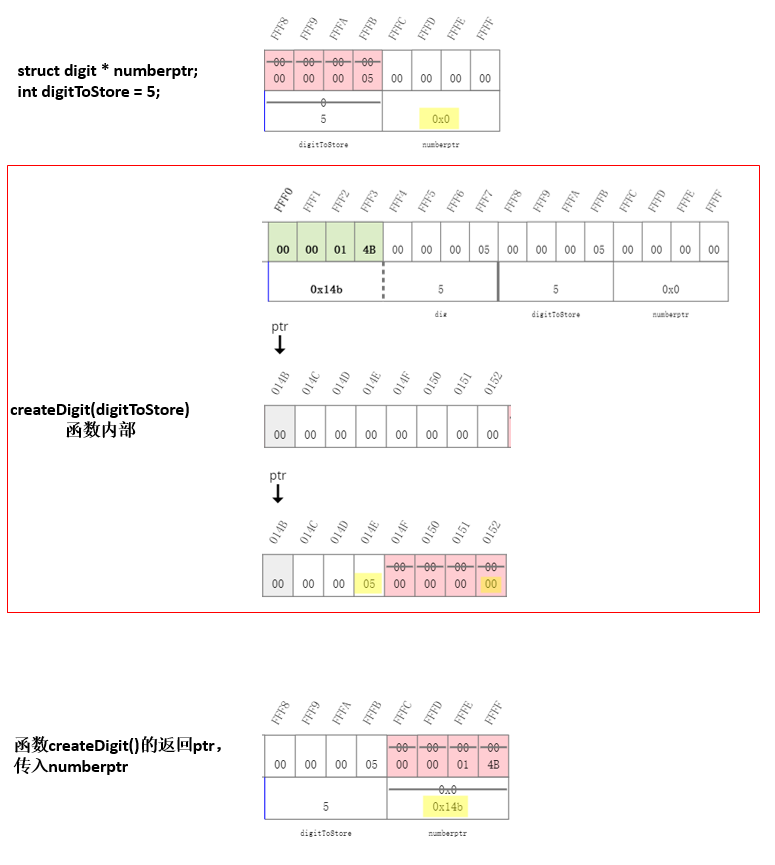 FFF8 FFF9 FFFA FFFB FFFC FFFD FFFE FFFF
struct digit * numberptr;
int digitToStore = 5;
00 00 00 00
00 00 00 05 00 00 00 00
0
5 0x0
digitToStore numberptr
FFF0 FFF1 FFF2 FFF3 FFF4 FFF5 FFF6 FFF7 FFF8 FFF9 FFFA FFFB FFFC FFFD FFFE FFFF
00 00 01 4B 00 00 00 05 00 00 00 05 00 00 00 00
0x14b 5 5 0x0
dig digitToStore numberptr
ptr
014B 014C 014D 014E 014F 0150 0151 0152
createDigit(digitToStore)
函数内部
00 00 00 00 00 00 00 00
ptr
014B 014C 014D 014E 014F 0150 0151 0152
00 00 00 00
00 00 00 05 00 00 00 00
FFF8 FFF9 FFFA FFFB FFFC FFFD FFFE FFFF
函数createDigit()的返回ptr，
传入numberptr
00 00 00 00
00 00 00 05 00 00 01 4B
0x0
5 0x14b
digitToStore numberptr